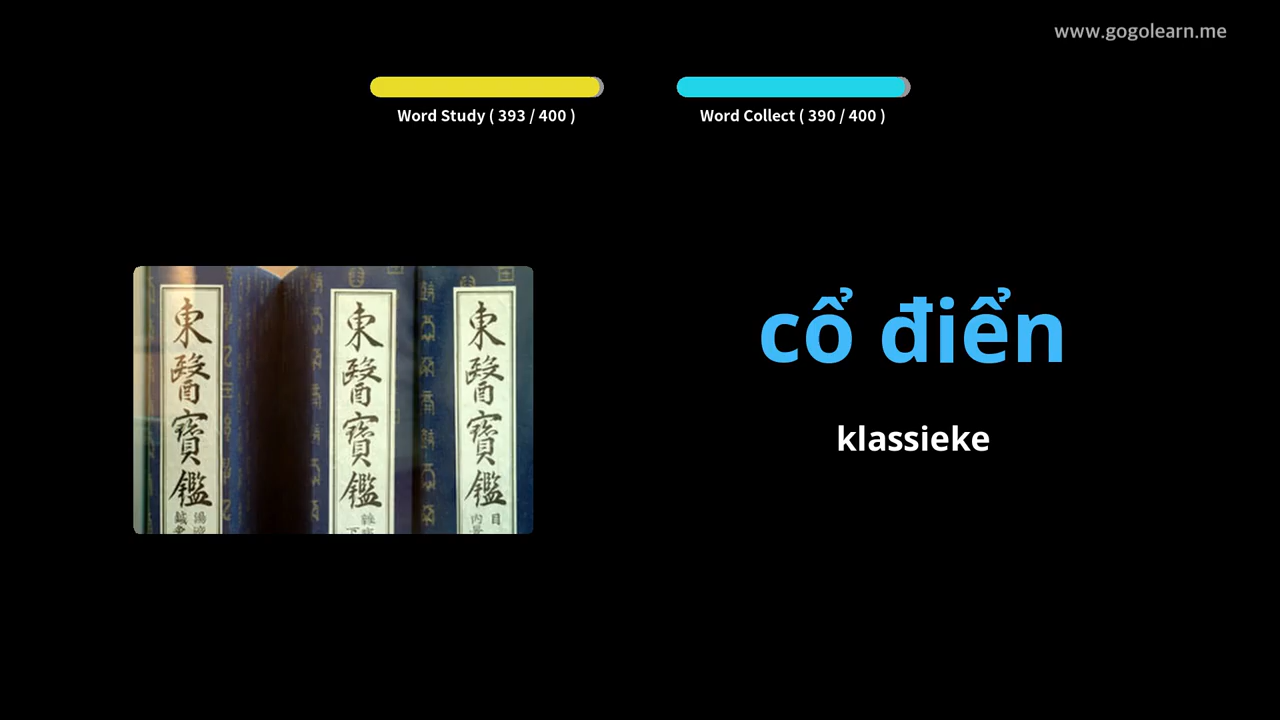 www.gogolearn.me
Word Study ( 393 / 400 )
Word Collect ( 390 / 400 )
東醫寶鑑
東醫寶鑑
東醫寶鑑
cổ điển
klassieke